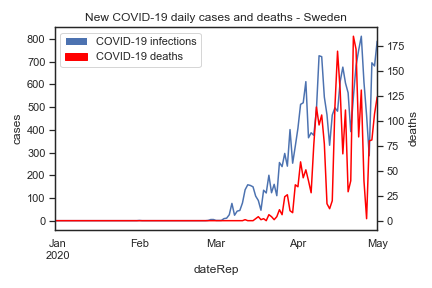 New COVID-19 daily cases and deaths - Sweden
COVID-19 infections
COVID-19 deaths
cases
800
700
600
500
400
300
200
100
0
deaths
175
150
125
100
75
50
25
0
Jan Feb Mar Apr May
2020
dateRep